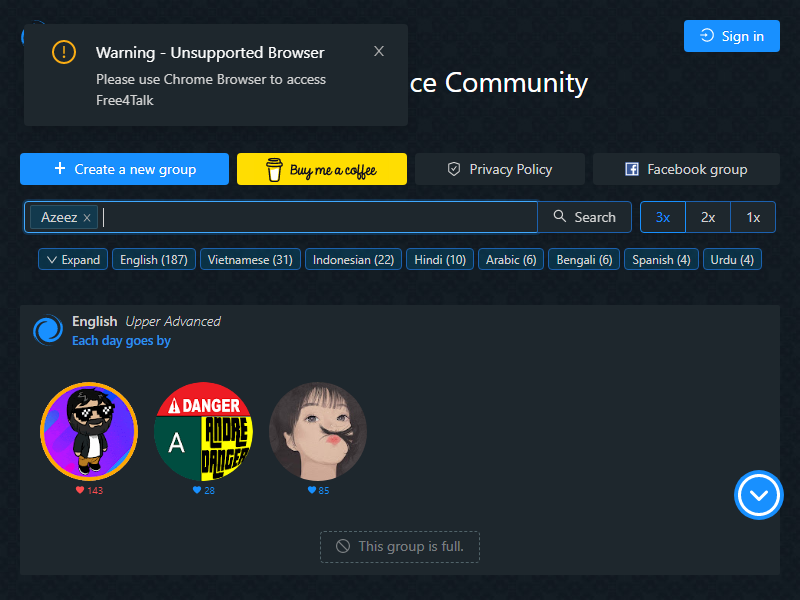 Warning - Unsupported Browser
Please use Chrome Browser to access
Free4Talk
Sign in
ce Community
Create a new group
Buy me a coffee
Privacy Policy
Facebook group
Azeez
Search
3x
2x
1x
Expand
English (187)
Vietnamese (31)
Indonesian (22)
Hindi (10)
Arabic (6)
Bengali (6)
Spanish (4)
Urdu (4)
English Upper Advanced
Each day goes by
DANGER
A
ANDRE
DANGER
143
28
85
This group is full.